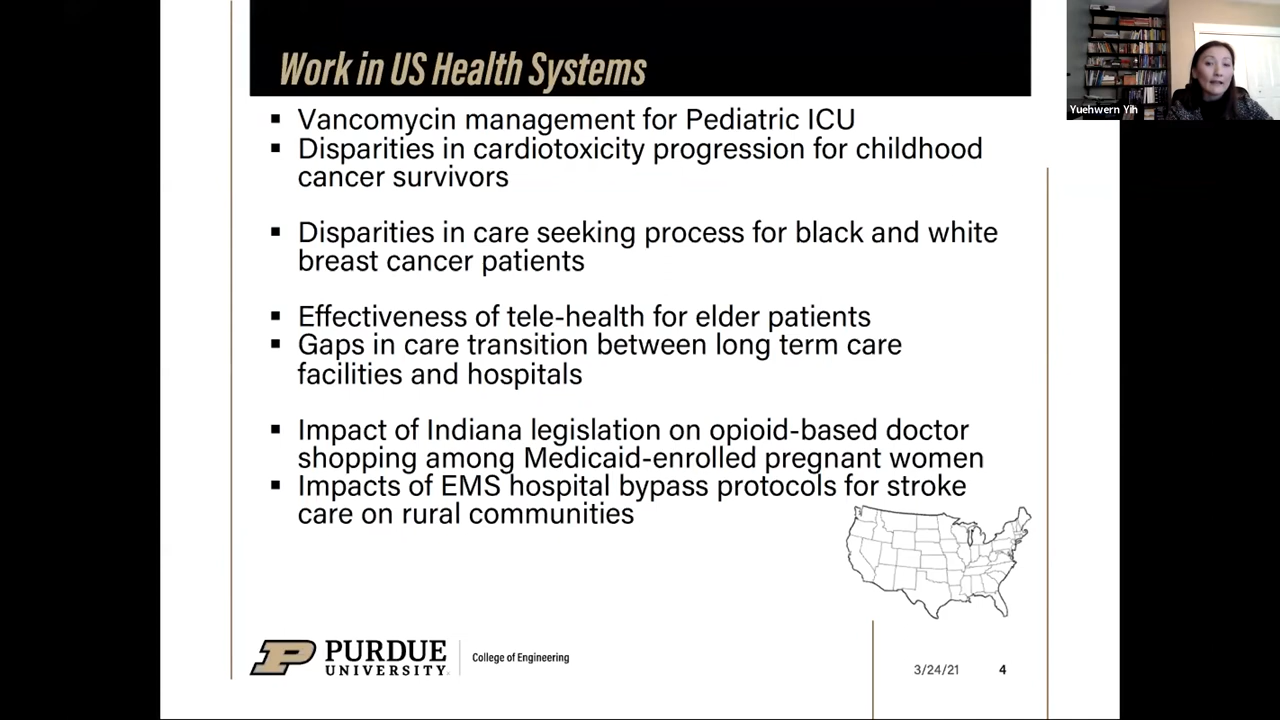 Work in US Health Systems
Yuehwern Yih
▪ Vancomycin management for Pediatric ICU
▪ Disparities in cardiotoxicity progression for childhood
cancer survivors
▪ Disparities in care seeking process for black and white
breast cancer patients
▪ Effectiveness of tele-health for elder patients
▪ Gaps in care transition between long term care
facilities and hospitals
▪ Impact of Indiana legislation on opioid-based doctor
shopping among Medicaid-enrolled pregnant women
▪ Impacts of EMS hospital bypass protocols for stroke
care on rural communities
PURDUE
UNIVERSITY
College of Engineering
3/24/21
4